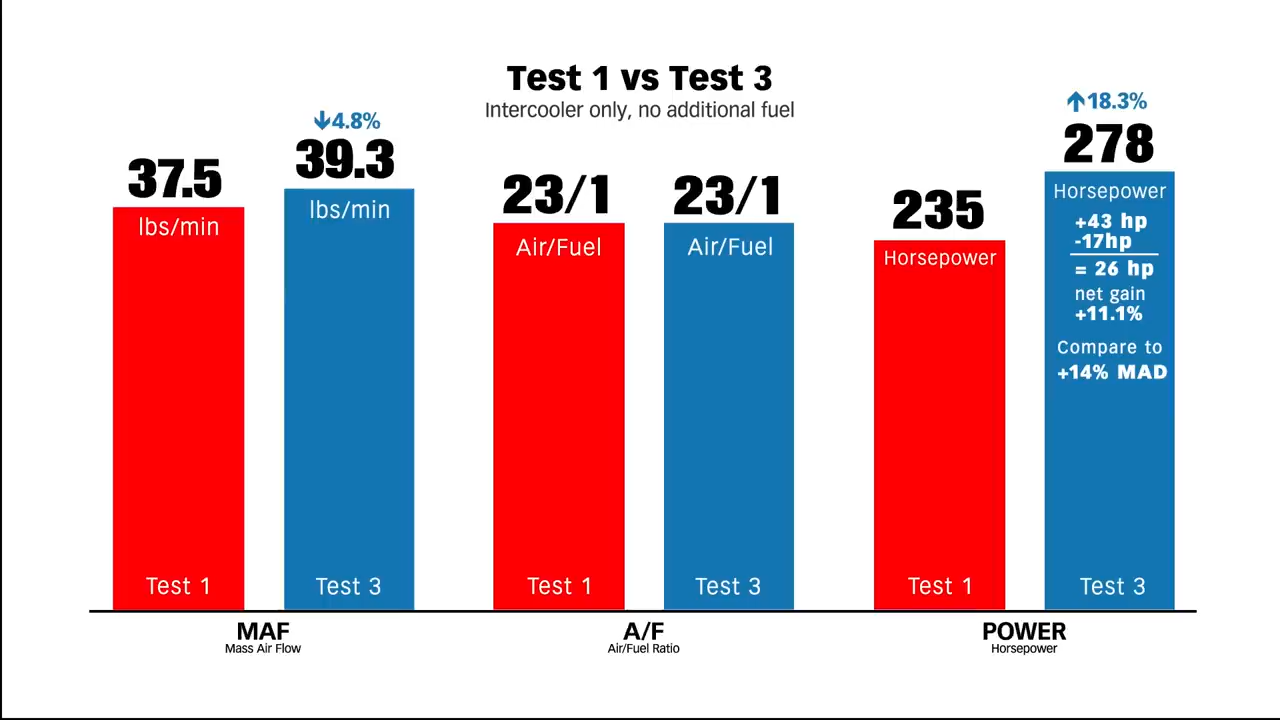 Test 1 vs Test 3
Intercooler only, no additional fuel
↓4.8%
37.5
lbs/min
Test 1
39.3
lbs/min
Test 3
MAF
Mass Air Flow
23/1
Air/Fuel
Test 1
23/1
Air/Fuel
Test 3
A/F
Air/Fuel Ratio
235
Horsepower
Test 1
↑18.3%
278
Horsepower
+43 hp
-17hp
= 26 hp
net gain
+11.1%
Compare to
+14% MAD
Test 3
POWER
Horsepower